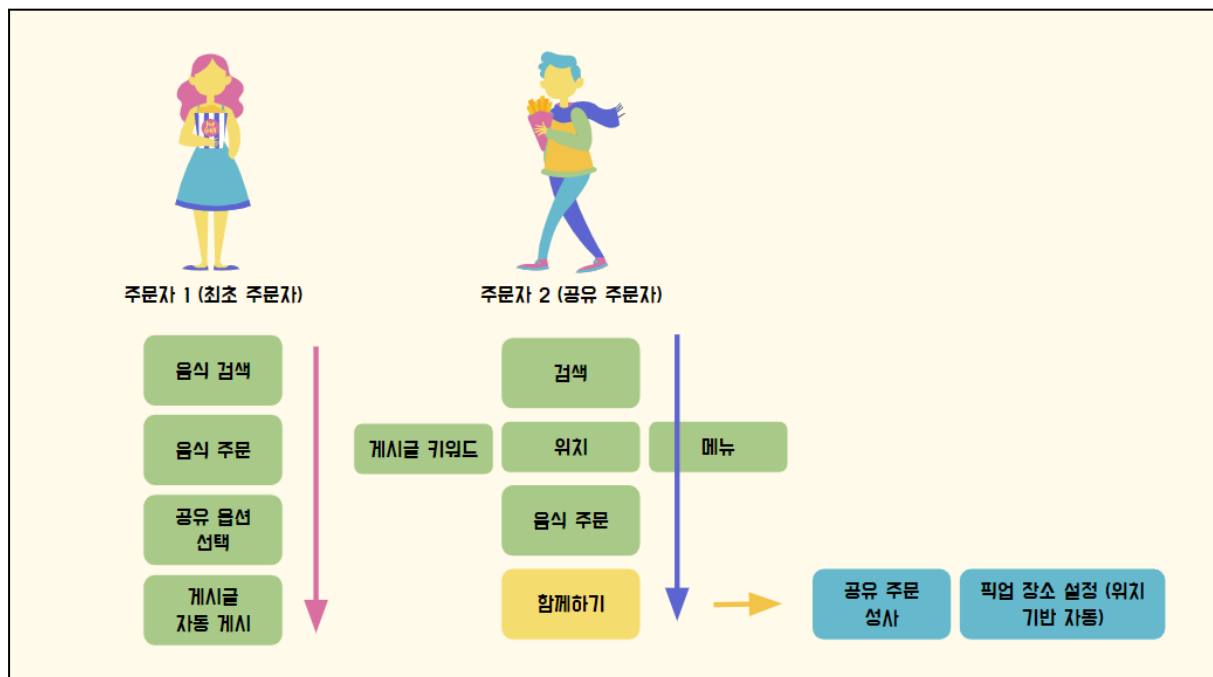 주문자 1 (최초 주문자)
음식 검색
음식 주문
공유 옵션
선택
게시글
자동 게시
주문자 2 (공유 주문자)
검색
게시글 키워드
위치
메뉴
음식 주문
함께하기
공유 주문
성사
픽업 장소 설정 (위치
기반 자동)